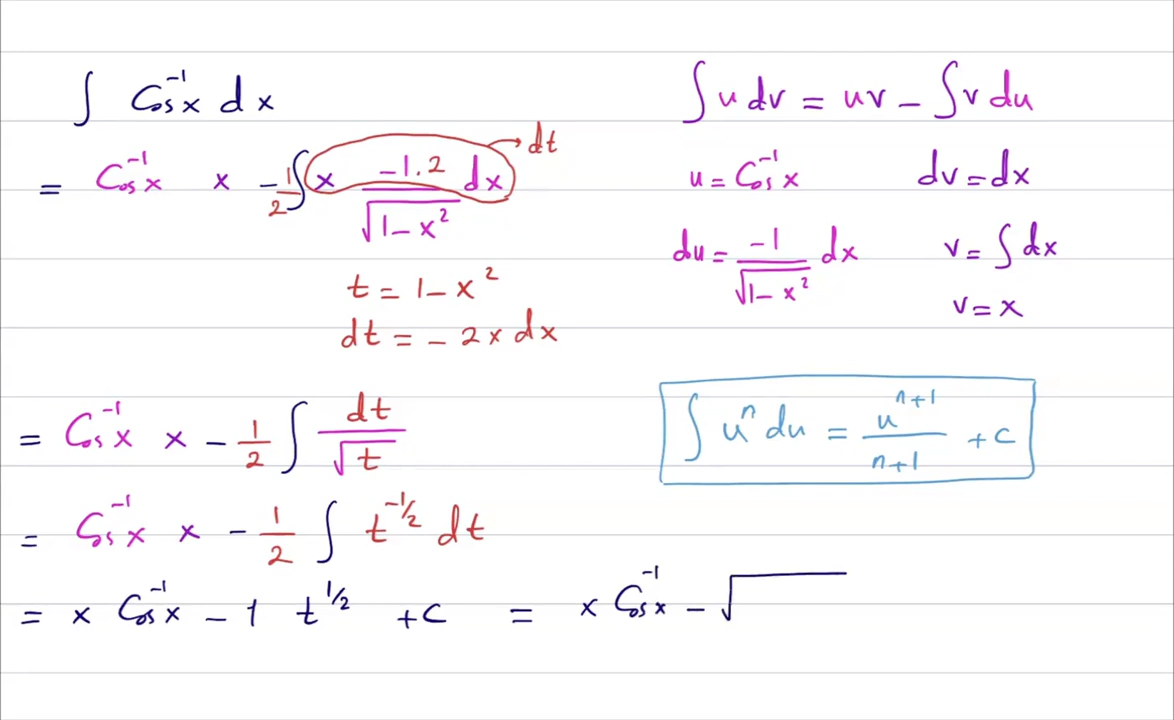 ∫ Cos⁻¹x dx
= Cos⁻¹x x - 1/2 ∫ x (-1.2)/√(1-x²) dx → dt
t = 1-x²
dt = -2x dx
= Cos⁻¹x x - 1/2 ∫ dt/√t
= Cos⁻¹x x - 1/2 ∫ t^(-1/2) dt
= x Cos⁻¹x - 1 t^(1/2) + c = x Cos⁻¹x - √
∫ u dv = uv - ∫ v du
u = Cos⁻¹x dv = dx
du = -1/√(1-x²) dx v = ∫ dx
v = x
∫ uⁿ du = u^(n+1)/(n+1) + c